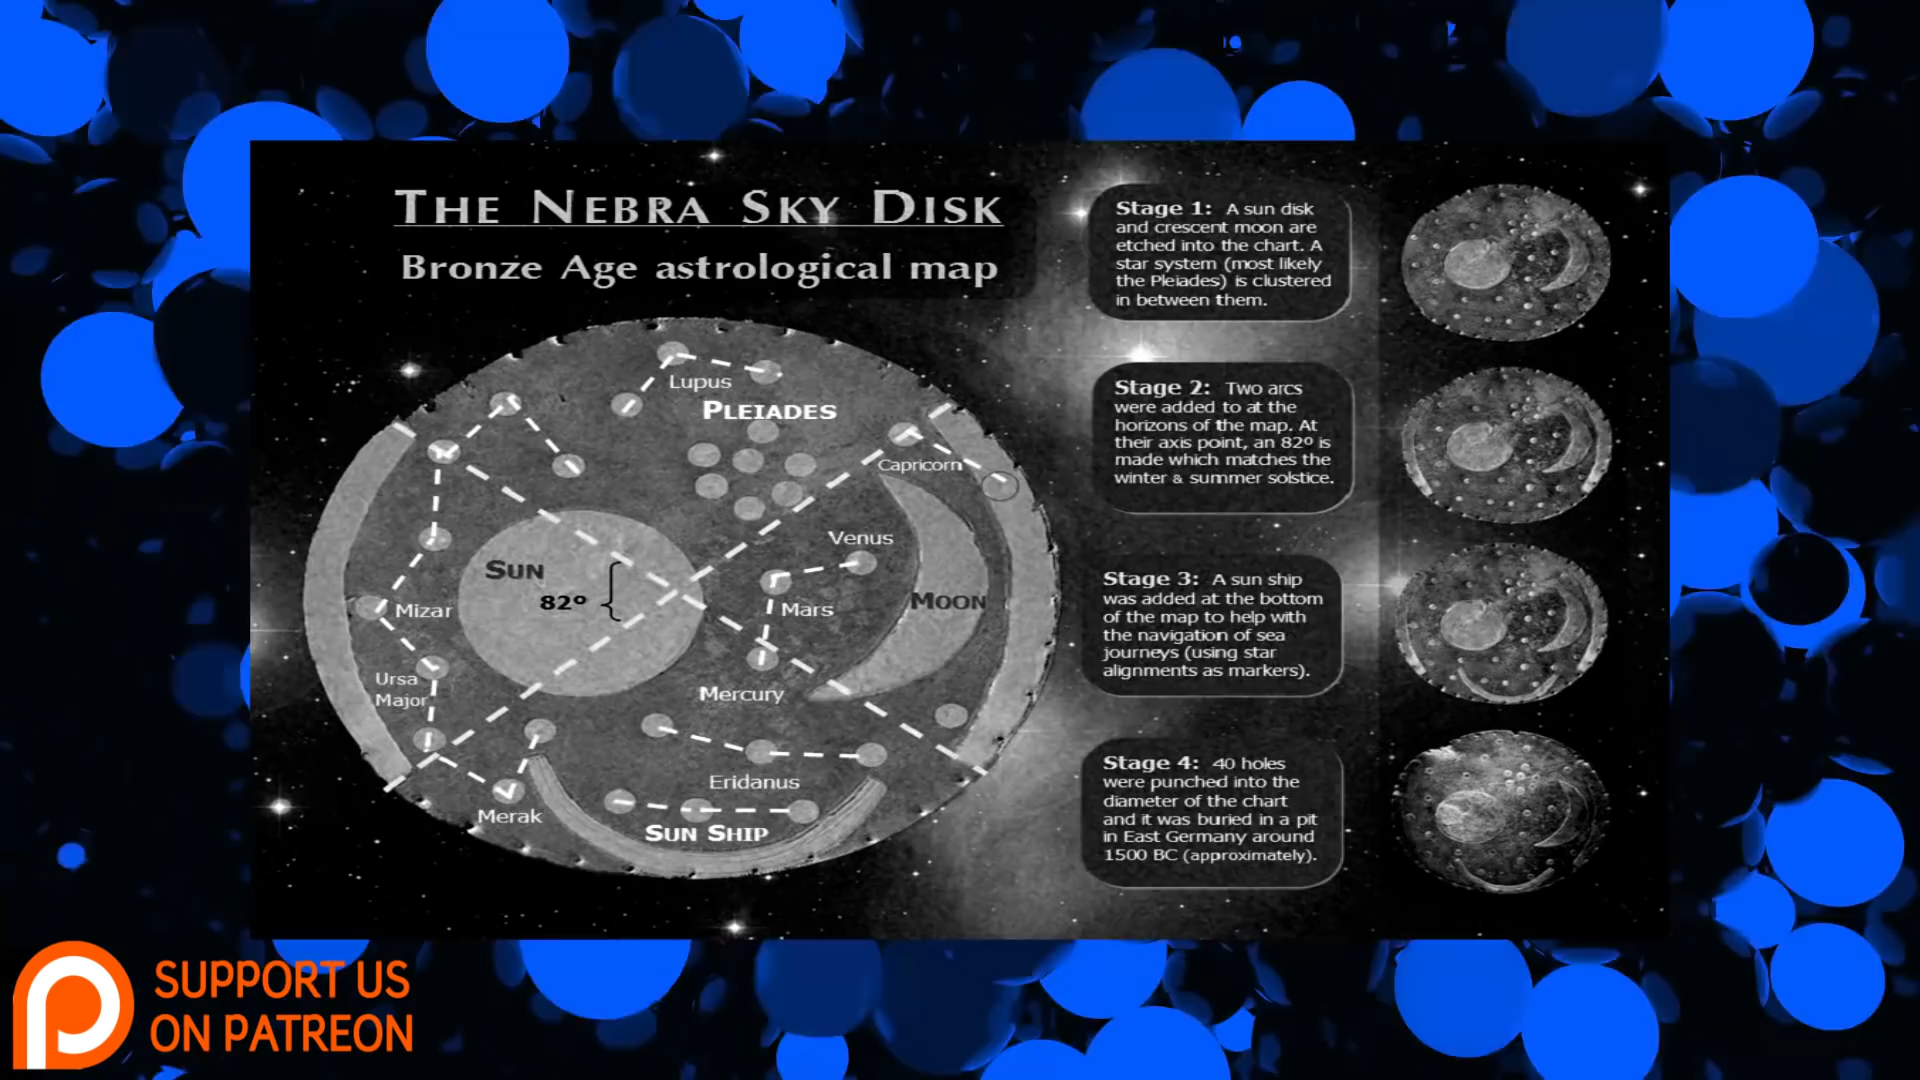 THE NEBRA SKY DISK
Bronze Age astrological map
Lupus
PLEIADES
Capricorn
Venus
SUN
82º
Mizar
Mars
MOON
Ursa
Major
Mercury
Eridanus
Merak
SUN SHIP
Stage 1: A sun disk
and crescent moon are
etched into the chart. A
star system (most likely
the Pleiades) is clustered
in between them.
Stage 2: Two arcs
were added to at the
horizons of the map. At
their axis point, an 82º is
made which matches the
winter & summer solstice.
Stage 3: A sun ship
was added at the bottom
of the map to help with
the navigation of sea
journeys (using star
alignments as markers).
Stage 4: 40 holes
were punched into the
diameter of the chart
and it was buried in a pit
in East Germany around
1500 BC (approximately).
SUPPORT US
ON PATREON